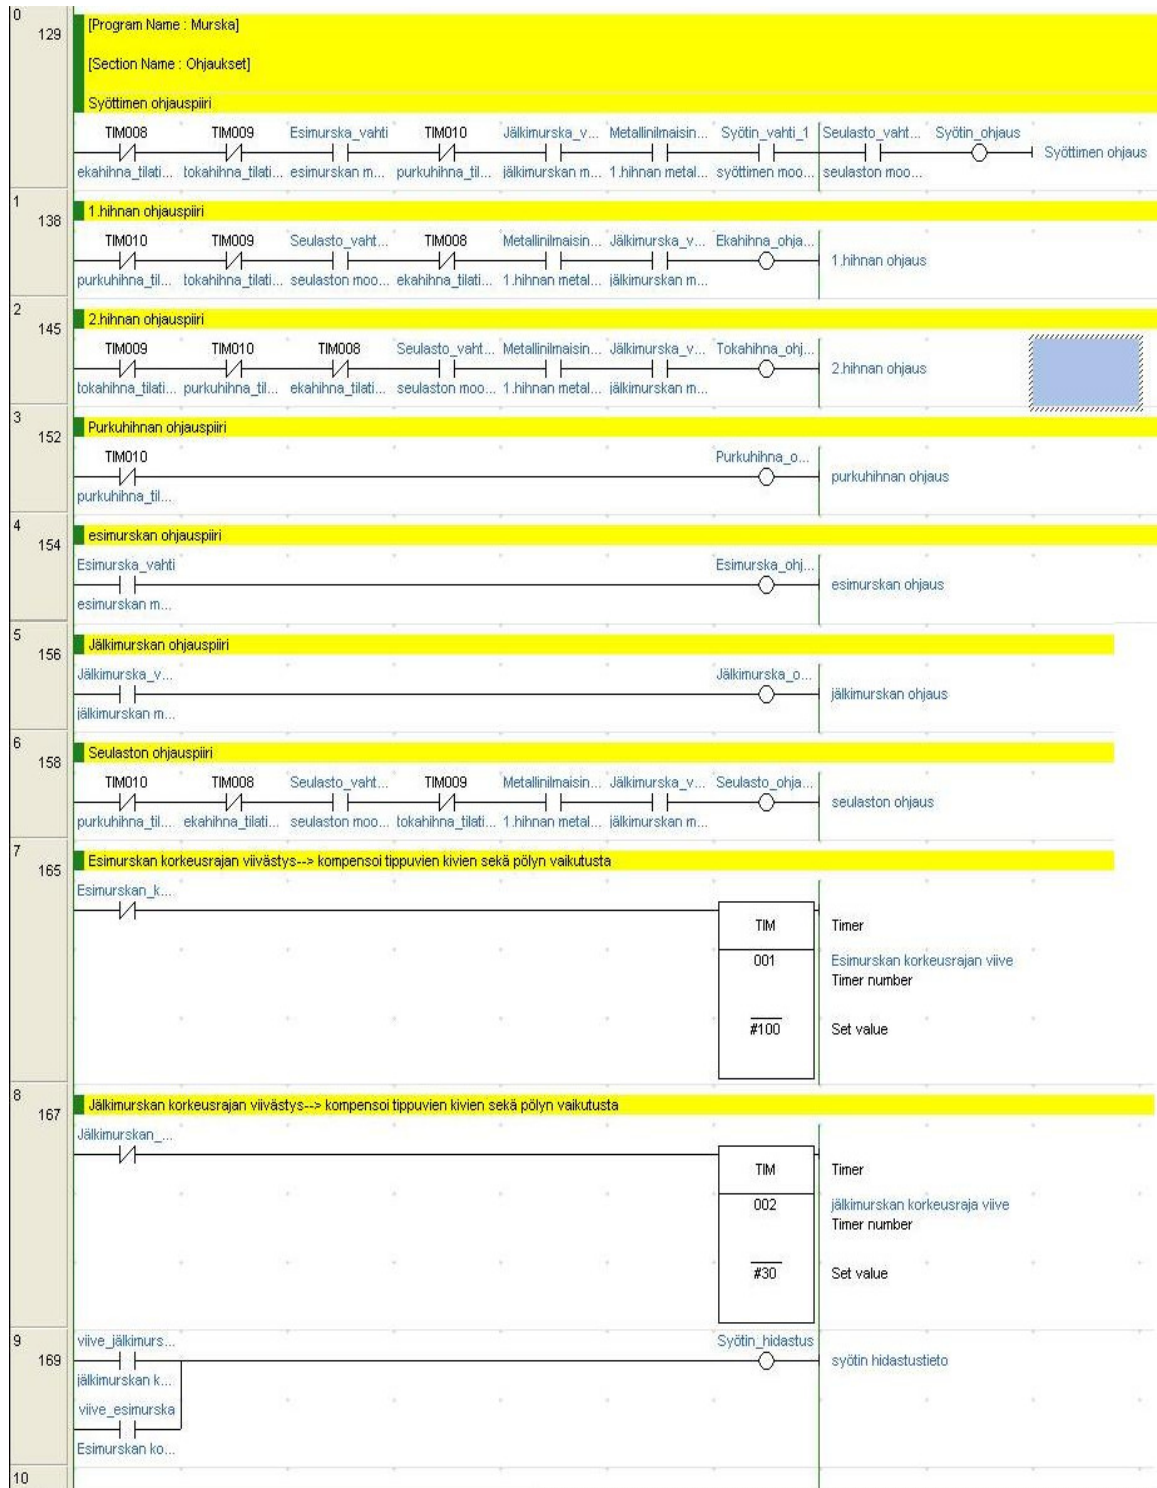 0
129
[Program Name : Murska]
[Section Name : Ohjaukset]
Syöttimen ohjauspiiri
TIM008 TIM009 Esimurska_vahti TIM010 Jälkimurska_v... Metallinilmaisin... Syötin_vahti_1 Seulasto_vaht... Syötin_ohjaus
Syöttimen ohjaus
ekahihna_tilati... tokahihna_tilati... esimurskan m... purkuhihna_til... jälkimurskan m... 1.hihnan metal... syöttimen moo... seulaston moo...
1
138
1.hihnan ohjauspiiri
TIM010 TIM009 Seulasto_vaht... TIM008 Metallinilmaisin... Jälkimurska_v... Ekahihna_ohja...
1.hihnan ohjaus
purkuhihna_til... tokahihna_tilati... seulaston moo... ekahihna_tilati... 1.hihnan metal... jälkimurskan m...
2
145
2.hihnan ohjauspiiri
TIM009 TIM010 TIM008 Seulasto_vaht... Metallinilmaisin... Jälkimurska_v... Tokahihna_ohj...
2.hihnan ohjaus
tokahihna_tilati... purkuhihna_til... ekahihna_tilati... seulaston moo... 1.hihnan metal... jälkimurskan m...
3
152
Purkuhihnan ohjauspiiri
TIM010 Purkuhihna_o...
purkuhihnan ohjaus
purkuhihna_til...
4
154
esimurskan ohjauspiiri
Esimurska_vahti Esimurska_ohj...
esimurskan ohjaus
esimurskan m...
5
156
Jälkimurskan ohjauspiiri
Jälkimurska_v... Jälkimurska_o...
jälkimurskan ohjaus
jälkimurskan m...
6
158
Seulaston ohjauspiiri
TIM010 TIM008 Seulasto_vaht... TIM009 Metallinilmaisin... Jälkimurska_v... Seulasto_ohja...
seulaston ohjaus
purkuhihna_til... ekahihna_tilati... seulaston moo... tokahihna_tilati... 1.hihnan metal... jälkimurskan m...
7
165
Esimurskan korkeusrajan viivästys--> kompensoi tippuvien kivien sekä pölyn vaikutusta
Esimurskan_k...
TIM Timer
001 Esimurskan korkeusrajan viive
Timer number
#100 Set value
8
167
Jälkimurskan korkeusrajan viivästys--> kompensoi tippuvien kivien sekä pölyn vaikutusta
Jälkimurskan_...
TIM Timer
002 jälkimurskan korkeusraja viive
Timer number
#30 Set value
9
169
viive_jälkimurs... Syötin_hidastus
syötin hidastustieto
jälkimurskan k...
viive_esimurska
Esimurskan ko...
10